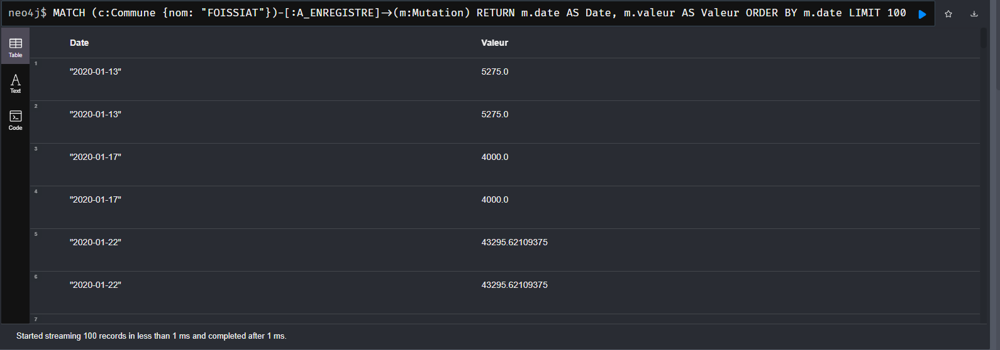 neo4j$ MATCH (c:Commune {nom: "FOISSIAT"})-[:A_ENREGISTRE]->(m:Mutation) RETURN m.date AS Date, m.valeur AS Valeur ORDER BY m.date LIMIT 100
Table
Text
Code
Date Valeur
1 "2020-01-13" 5275.0
2 "2020-01-13" 5275.0
3 "2020-01-17" 4000.0
4 "2020-01-17" 4000.0
5 "2020-01-22" 43295.62109375
6 "2020-01-22" 43295.62109375
7
Started streaming 100 records in less than 1 ms and completed after 1 ms.